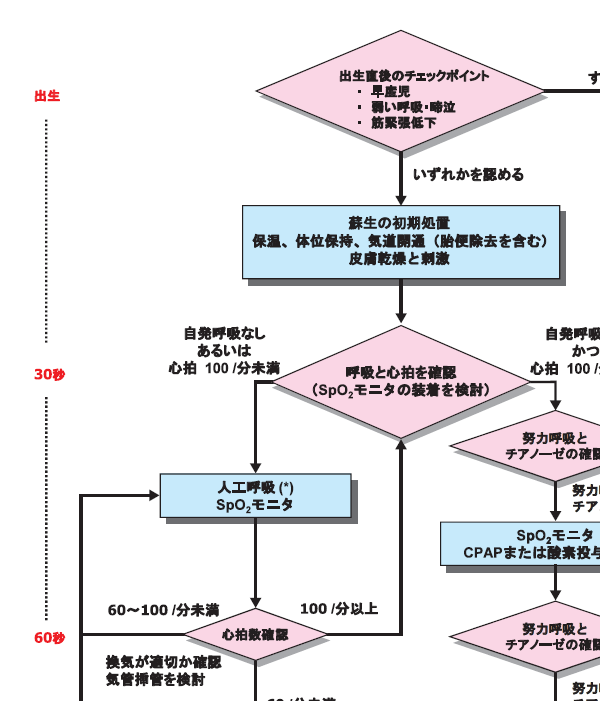 出生直後のチェックポイント
・ 早産児
・ 弱い呼吸・啼泣
・ 筋緊張低下
す
出生
いずれかを認める
蘇生の初期処置
保温、体位保持、気道開通（胎便除去を含む）
皮膚乾燥と刺激
自発呼吸なし
あるいは
心拍 100 /分未満
自発呼吸
かつ
心拍 100 /
30秒
呼吸と心拍を確認
（SpO₂モニタの装着を検討）
努力呼吸と
チアノーゼの確認
人工呼吸 (*)
SpO₂モニタ
努力
チア
SpO₂モニタ
CPAPまたは酸素投与
60～100 /分未満
100 /分以上
60秒
心拍数確認
努力呼吸と
チアノーゼの確認
換気が適切か確認
気管挿管を検討
努力
60 /分未満